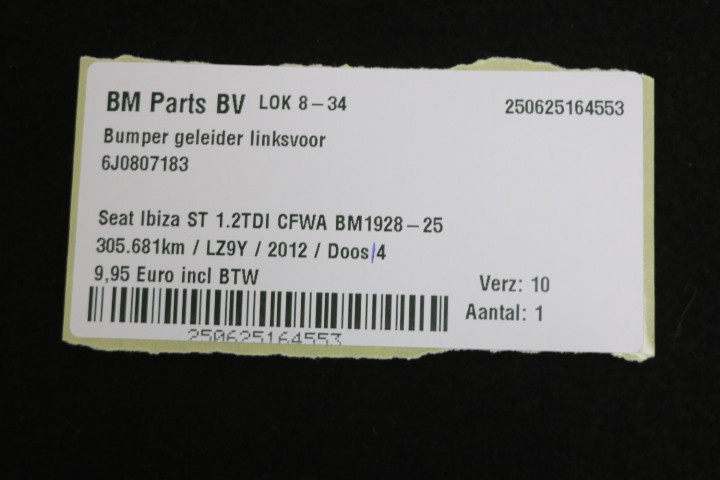 BM Parts BV LOK 8-34 250625164553
Bumper geleider linksvoor
6J0807183
Seat Ibiza ST 1.2TDI CFWA BM1928-25
305.681km / LZ9Y / 2012 / Doos/4
9,95 Euro incl BTW
Verz: 10
Aantal: 1
250625164553